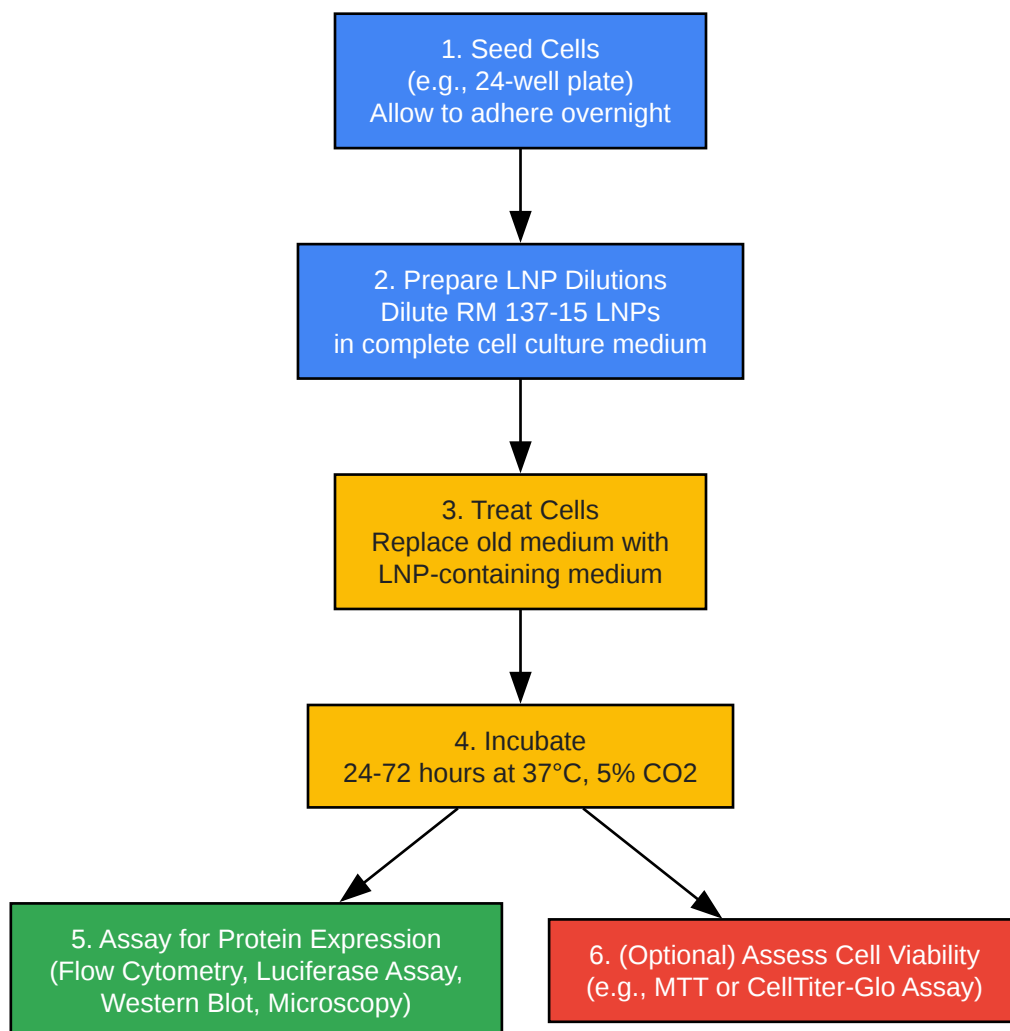 1. Seed Cells
(e.g., 24-well plate)
Allow to adhere overnight
2. Prepare LNP Dilutions
Dilute RM 137-15 LNPs
in complete cell culture medium
3. Treat Cells
Replace old medium with
LNP-containing medium
4. Incubate
24-72 hours at 37°C, 5% CO2
5. Assay for Protein Expression
(Flow Cytometry, Luciferase Assay,
Western Blot, Microscopy)
6. (Optional) Assess Cell Viability
(e.g., MTT or CellTiter-Glo Assay)